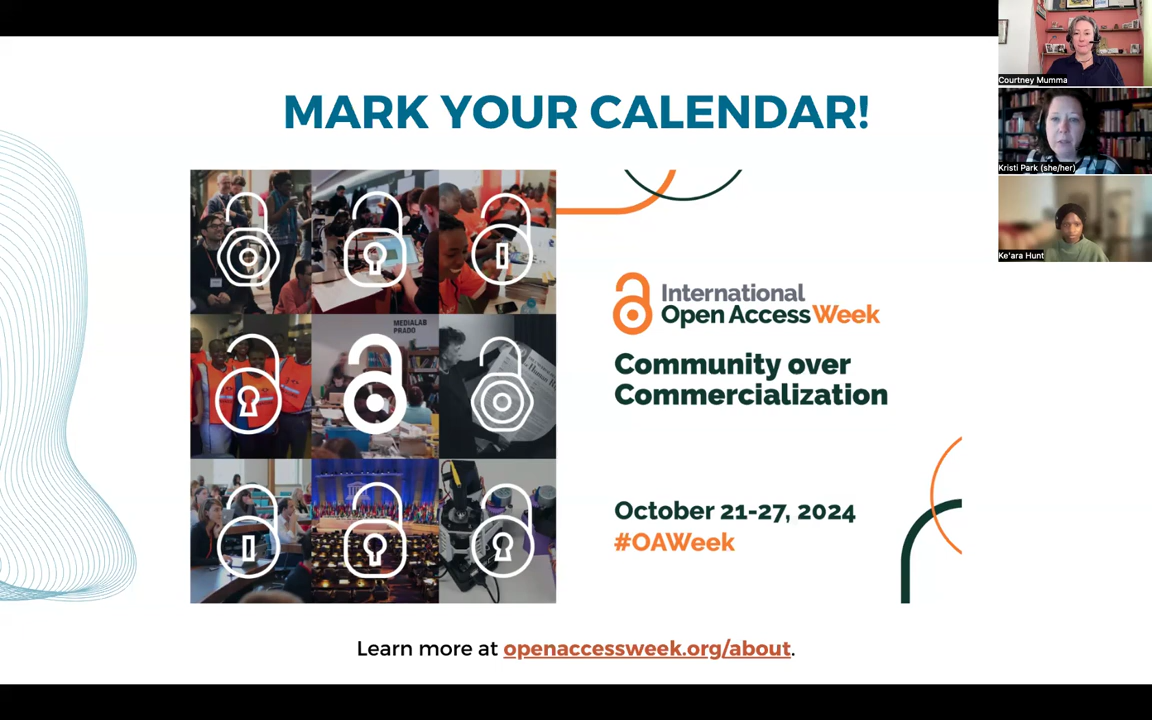 MARK YOUR CALENDAR!
MEDIALAB
PRADO
International
Open Access Week
Community over
Commercialization
October 21-27, 2024
#OAWeek
Learn more at openaccessweek.org/about.
Courtney Mumma
Kristi Park (she/her)
Ke'ara Hunt